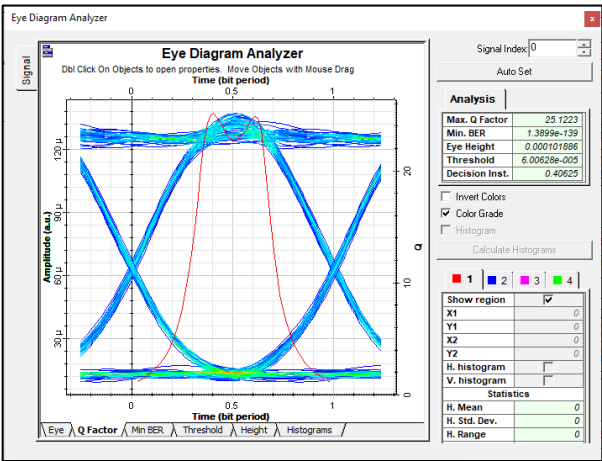 Eye Diagram Analyzer
x
Signal
Eye Diagram Analyzer
Dbl Click On Objects to open properties. Move Objects with Mouse Drag
Time (bit period)
0 0.5 1
Amplitude (a.u.)
120 μ
90 μ
60 μ
30 μ
Q
20
10
0
0 0.5 1
Time (bit period)
Eye Q Factor Min BER Threshold Height Histograms
Signal Index: 0
Auto Set
Analysis
Max. Q Factor 25.1223
Min. BER 1.3899e-139
Eye Height 0.000101886
Threshold 6.00628e-005
Decision Inst. 0.40625
Invert Colors
Color Grade
Histogram
Calculate Histograms
1 2 3 4
Show region
X1 0
Y1 0
X2 0
Y2 0
H. histogram
V. histogram
Statistics
H. Mean 0
H. Std. Dev. 0
H. Range 0